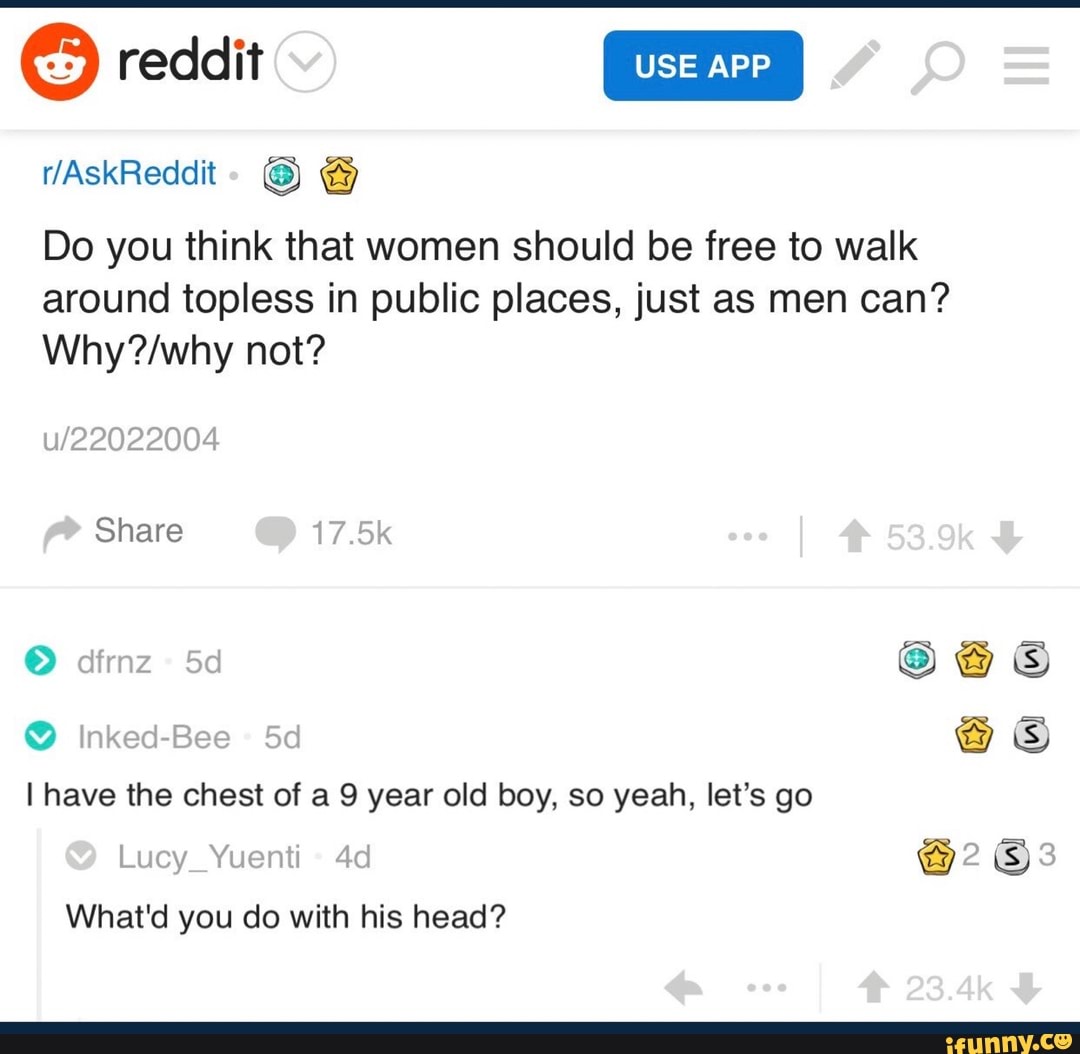 reddit
USE APP
r/AskReddit •
Do you think that women should be free to walk
around topless in public places, just as men can?
Why?/why not?
u/22022004
Share 17.5k 53.9k
dfrnz • 5d S
Inked-Bee • 5d S
I have the chest of a 9 year old boy, so yeah, let's go
Lucy_Yuenti • 4d 2 S 3
What'd you do with his head?
23.4k
ifunny.co